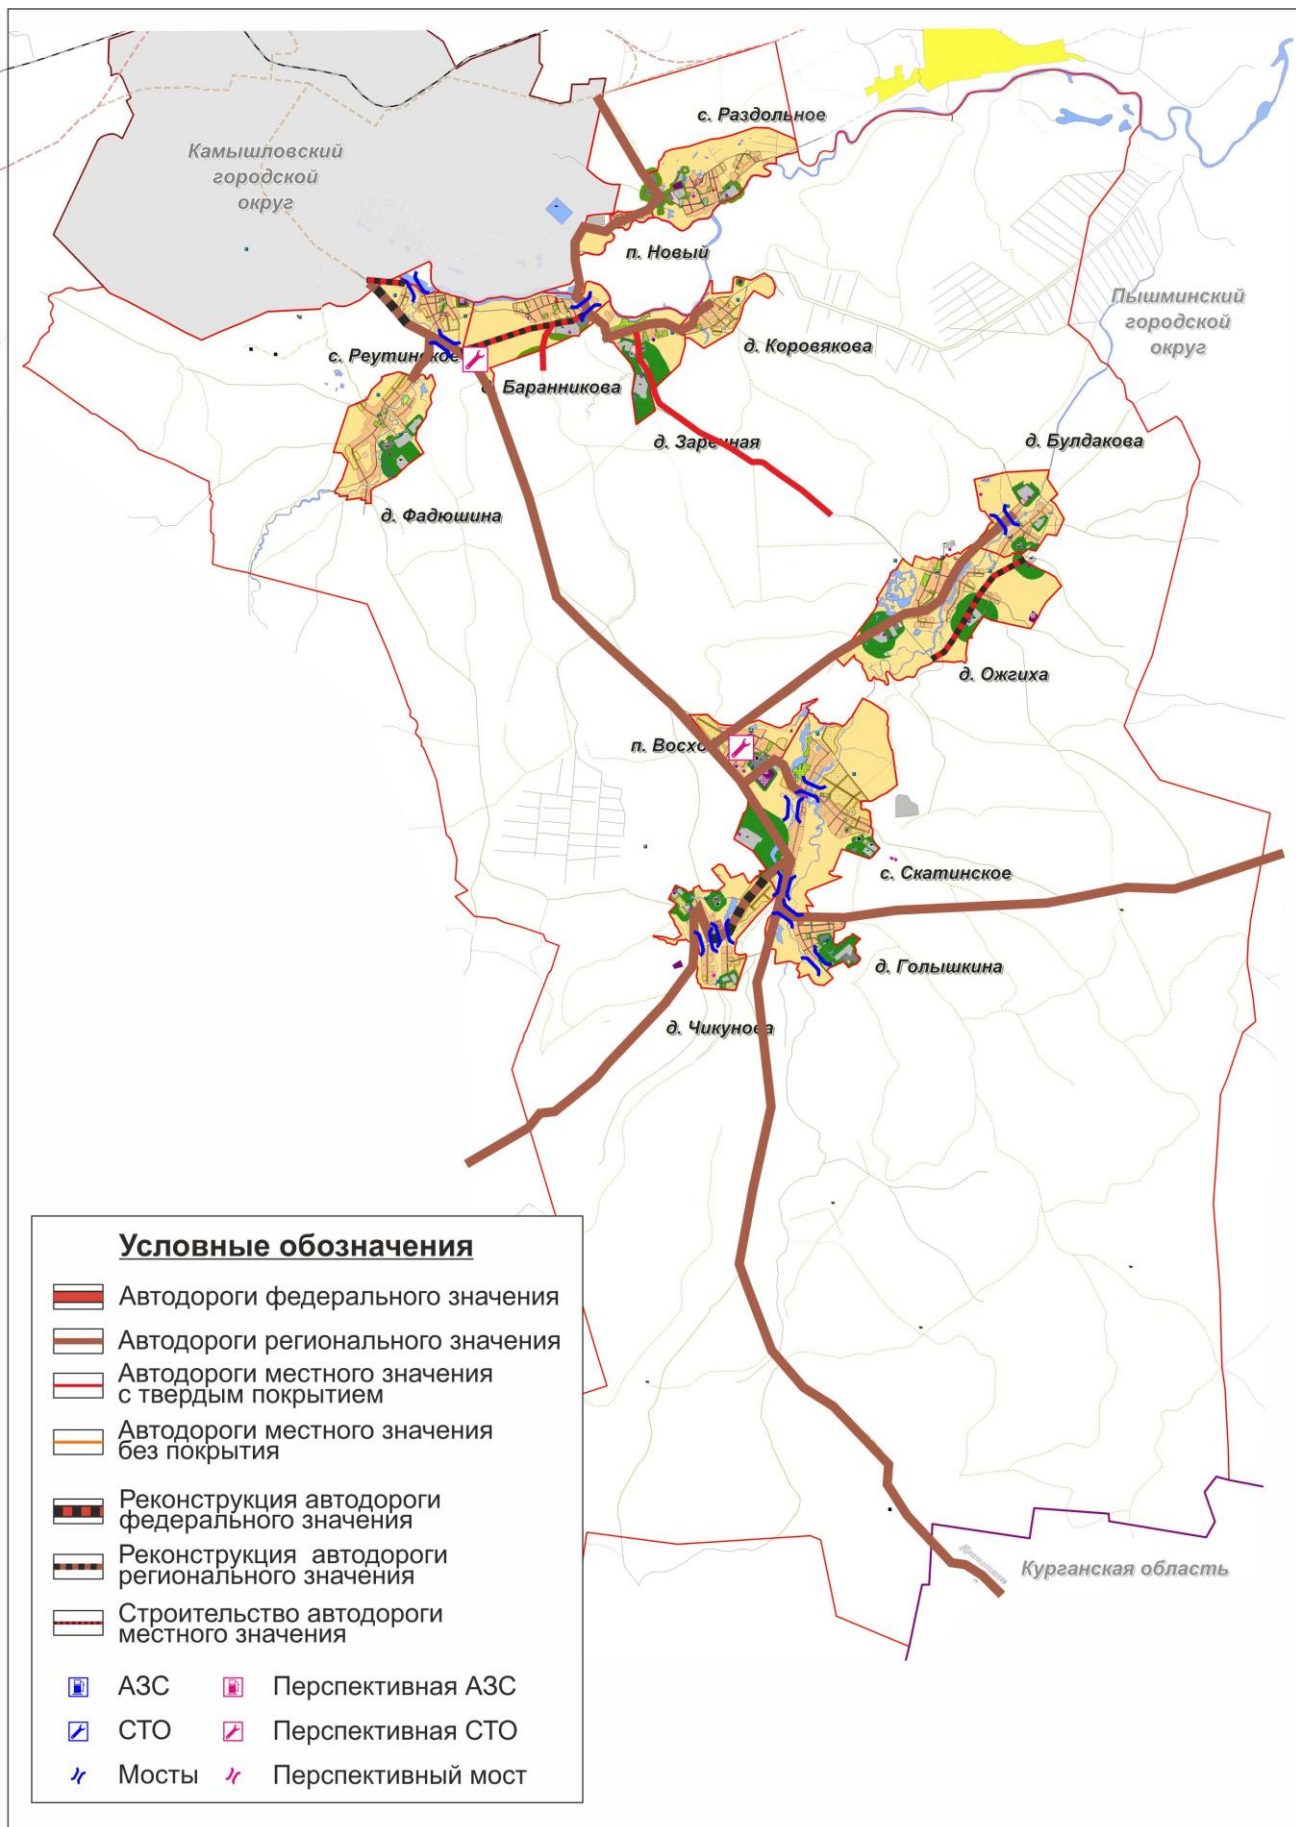 с. Раздольное
Камышловский
городской
округ
п. Новый
Пышминский
городской
округ
д. Коровякова
с. Реутинское
Баранникова
д. Заречная
д. Булдакова
д. Фадюшина
д. Ожгиха
п. Восхо
с. Скатинское
д. Голышкина
д. Чикунова
Курганская область
Условные обозначения
Автодороги федерального значения
Автодороги регионального значения
Автодороги местного значения
с твердым покрытием
Автодороги местного значения
без покрытия
Реконструкция автодороги
федерального значения
Реконструкция автодороги
регионального значения
Строительство автодороги
местного значения
АЗС Перспективная АЗС
СТО Перспективная СТО
Мосты Перспективный мост